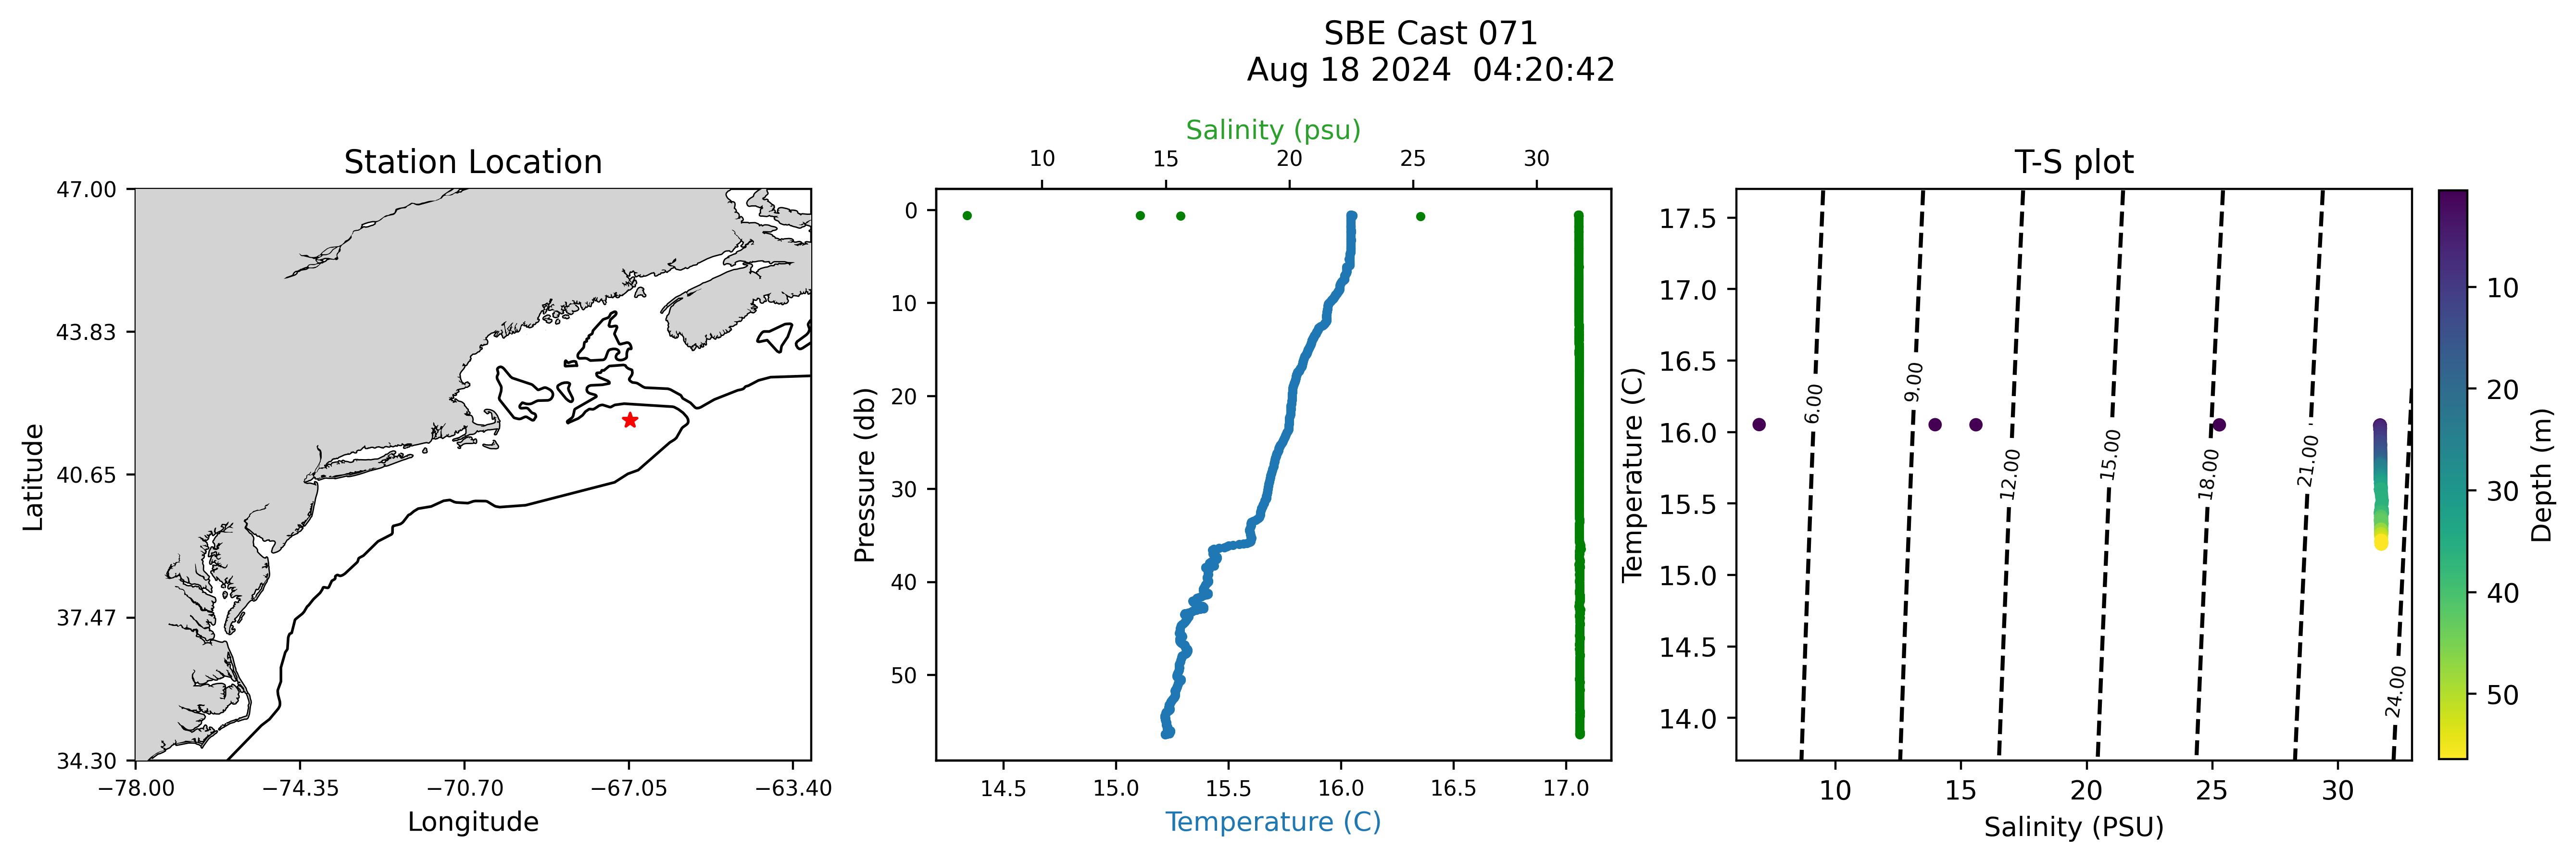 SBE Cast 071
Aug 18 2024  04:20:42
Station Location
47.00
43.83
40.65
37.47
34.30
Latitude
−78.00 −74.35 −70.70 −67.05 −63.40
Longitude
Salinity (psu)
10 15 20 25 30
0
10
20
30
40
50
Pressure (db)
14.5 15.0 15.5 16.0 16.5 17.0
Temperature (C)
T-S plot
17.5
17.0
16.5
16.0
15.5
15.0
14.5
14.0
Temperature (C)
6.00
9.00
12.00
15.00
18.00
21.00
24.00
10 15 20 25 30
Salinity (PSU)
10
20
30
40
50
Depth (m)